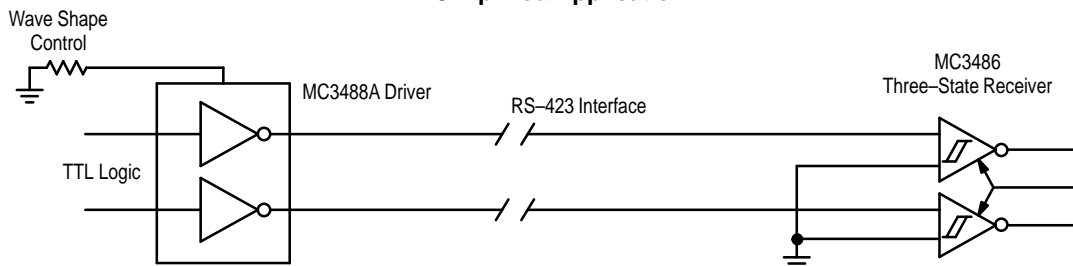 Wave Shape
Control
MC3488A Driver
RS–423 Interface
MC3486
Three–State Receiver
TTL Logic